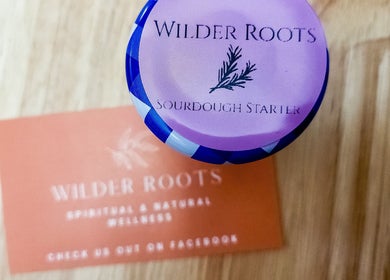 WILDER ROOTS
SOURDOUGH STARTER
WILDER ROOTS
SPIRITUAL & NATURAL
WELLNESS
CHECK US OUT ON FACEBOOK